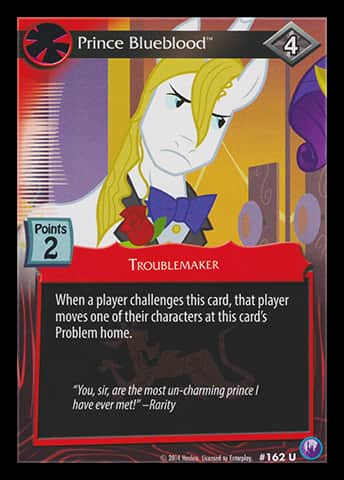 Prince Blueblood™
4
Points
2
TROUBLEMAKER
When a player challenges this card, that player
moves one of their characters at this card's
Problem home.
"You, sir, are the most un-charming prince I
have ever met!" –Rarity
© 2014 Hasbro. Licensed to Enterplay. #162 U